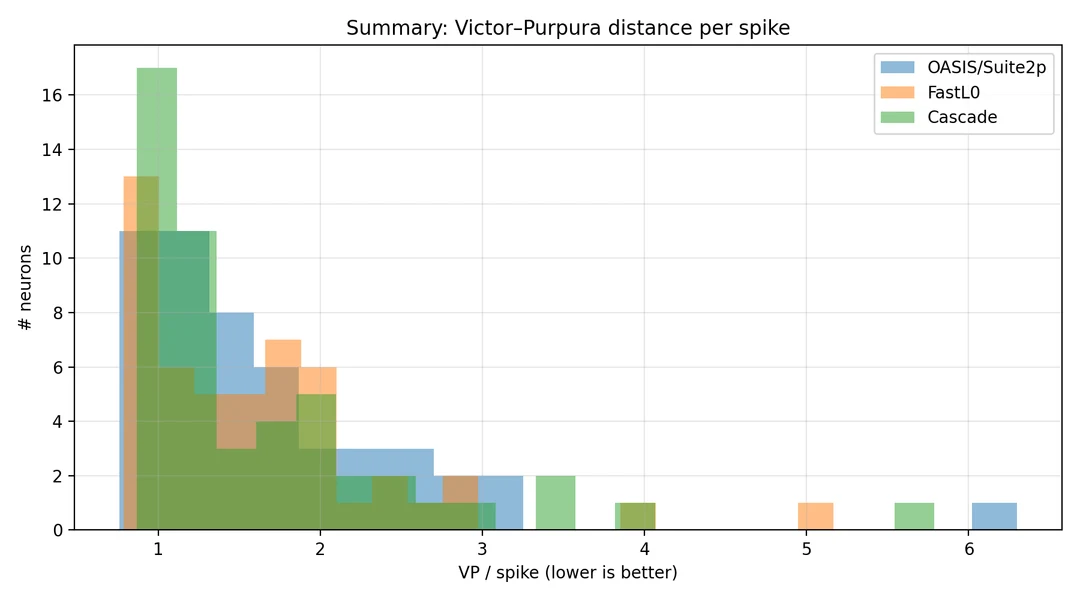 Summary: Victor–Purpura distance per spike
OASIS/Suite2p
FastL0
Cascade
16
14
12
10
8
6
4
2
0
# neurons
1 2 3 4 5 6
VP / spike (lower is better)